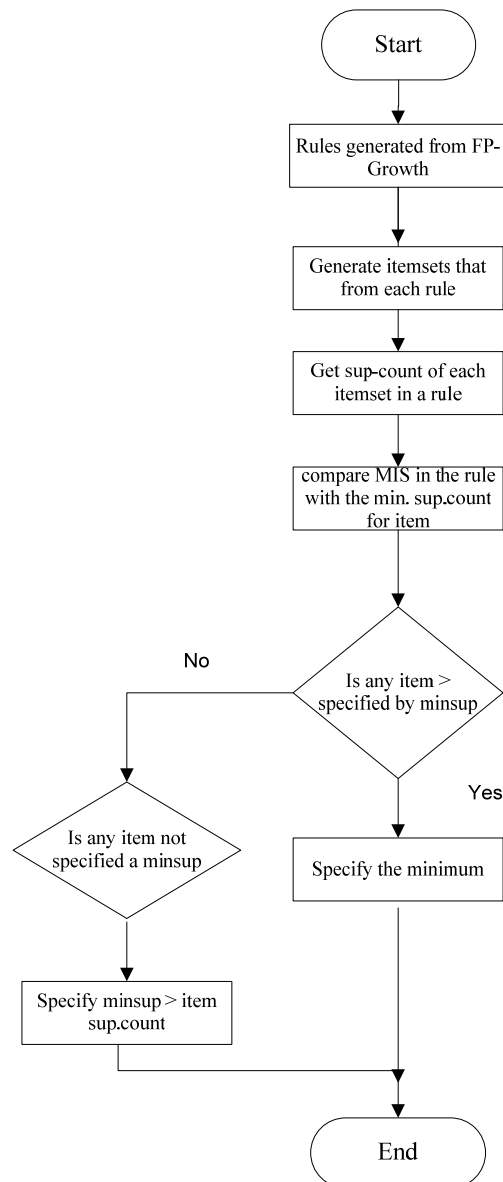 Start
Rules generated from FP-
Growth
Generate itemsets that
from each rule
Get sup-count of each
itemset in a rule
compare MIS in the rule
with the min. sup.count
for item
Is any item >
specified by minsup
No
Yes
Is any item not
specified a minsup
Specify the minimum
Specify minsup > item
sup.count
End